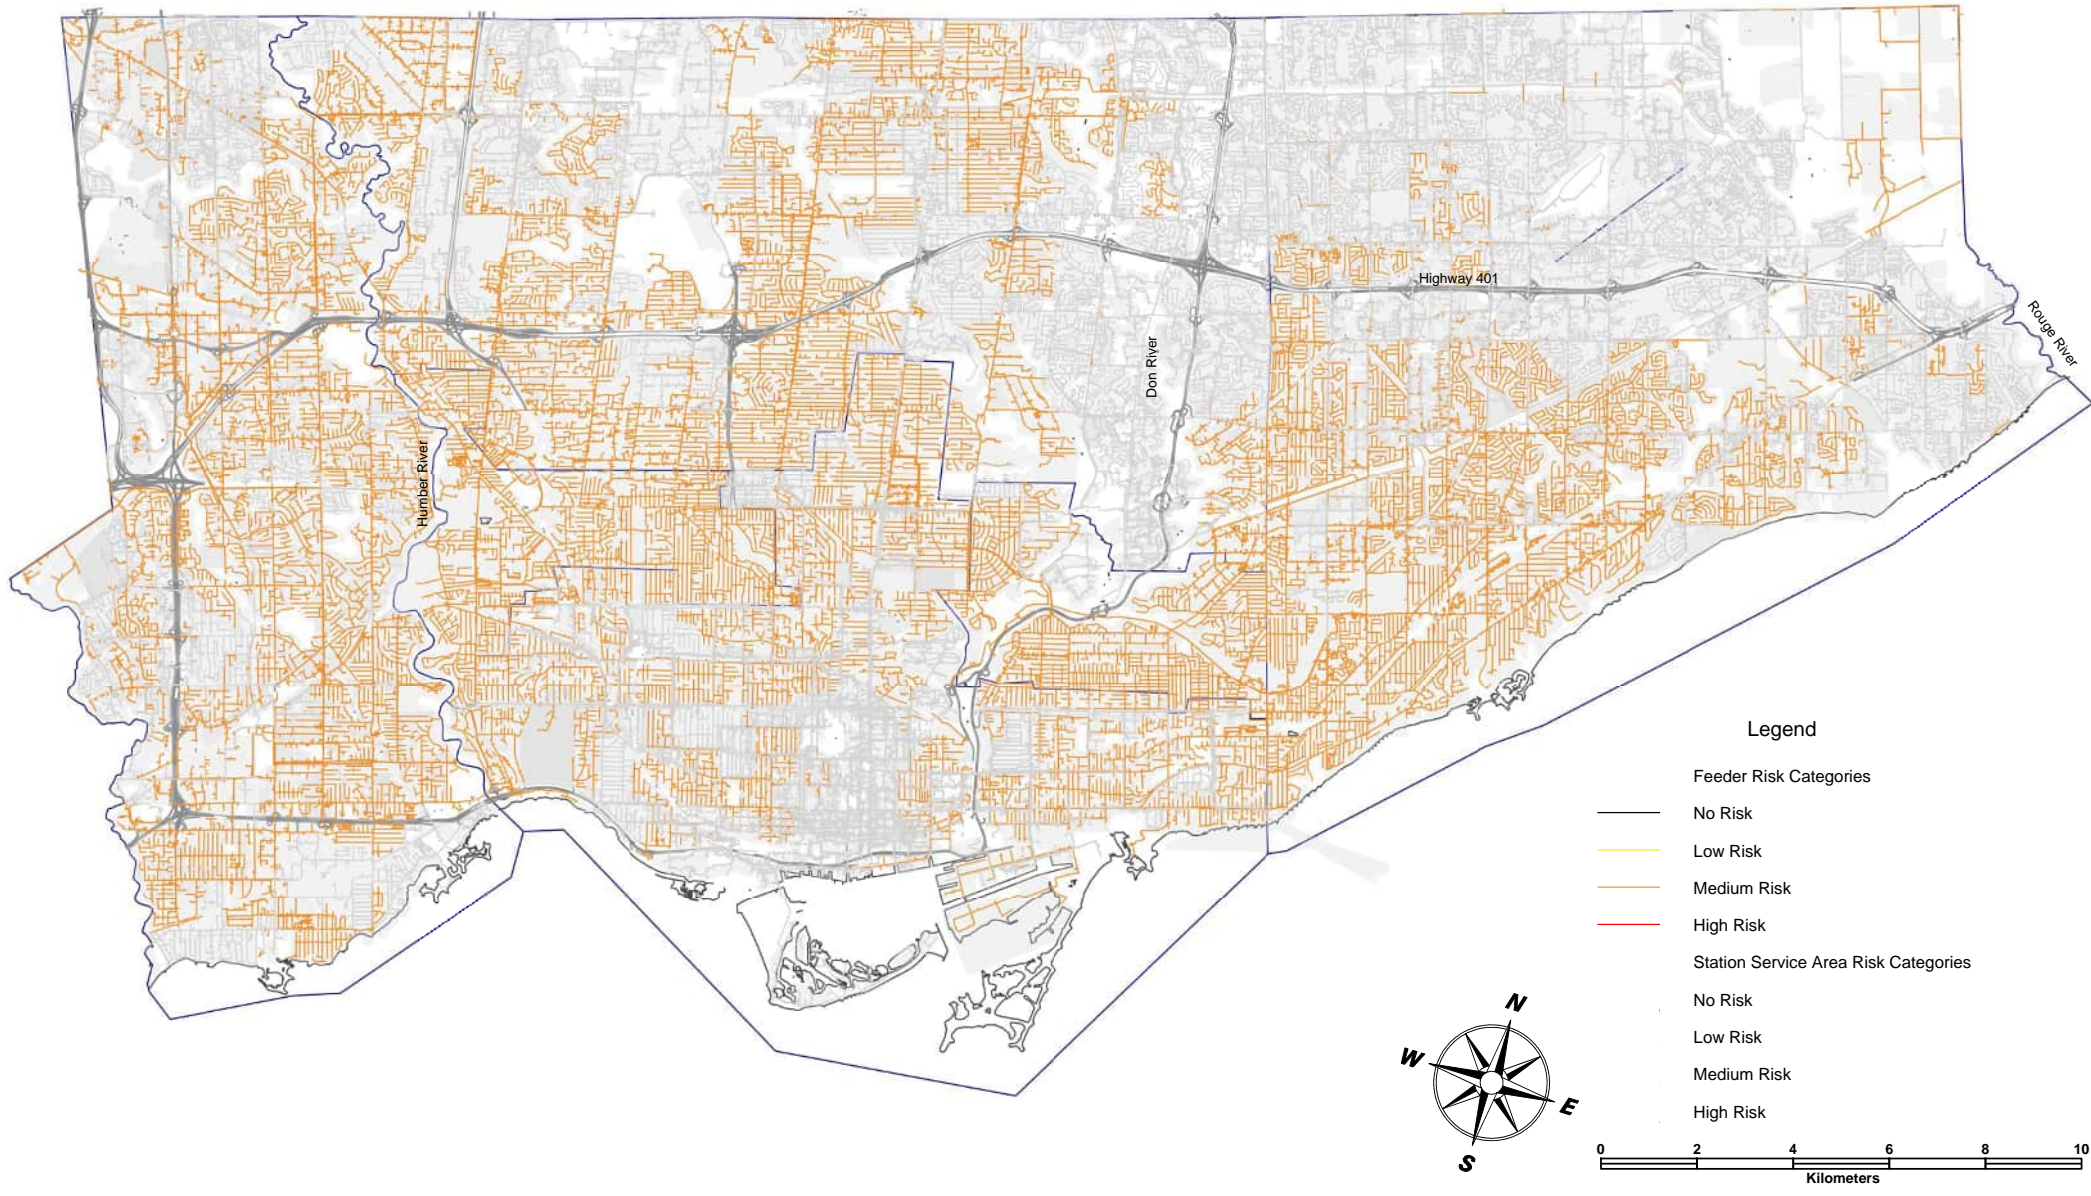 Highway 401
Rouge River
Don River
Humber River
Legend
Feeder Risk Categories
No Risk
Low Risk
Medium Risk
High Risk
Station Service Area Risk Categories
No Risk
Low Risk
Medium Risk
High Risk
N
W
E
S
0 2 4 6 8 10
Kilometers